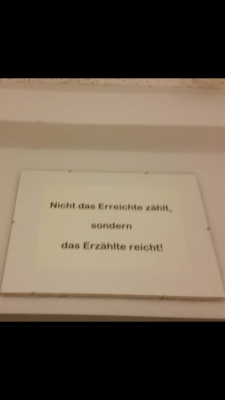 Nicht das Erreichte zählt,
sondern
das Erzählte reicht!